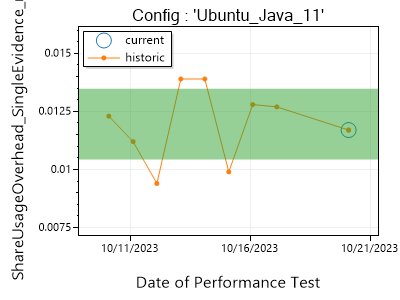 Config : 'Ubuntu_Java_11'
current
historic
ShareUsageOverhead_SingleEvidence_
0.015
0.0125
0.01
0.0075
10/11/2023
10/16/2023
10/21/2023
Date of Performance Test